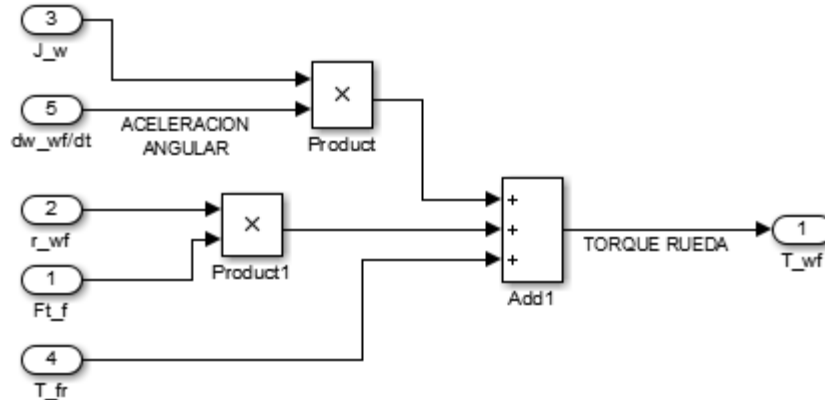 3
J_w
5
dw_wf/dt
ACELERACION
ANGULAR
×
Product
2
r_wf
1
Ft_f
×
Product1
4
T_fr
+
+
+
Add1
TORQUE RUEDA
1
T_wf